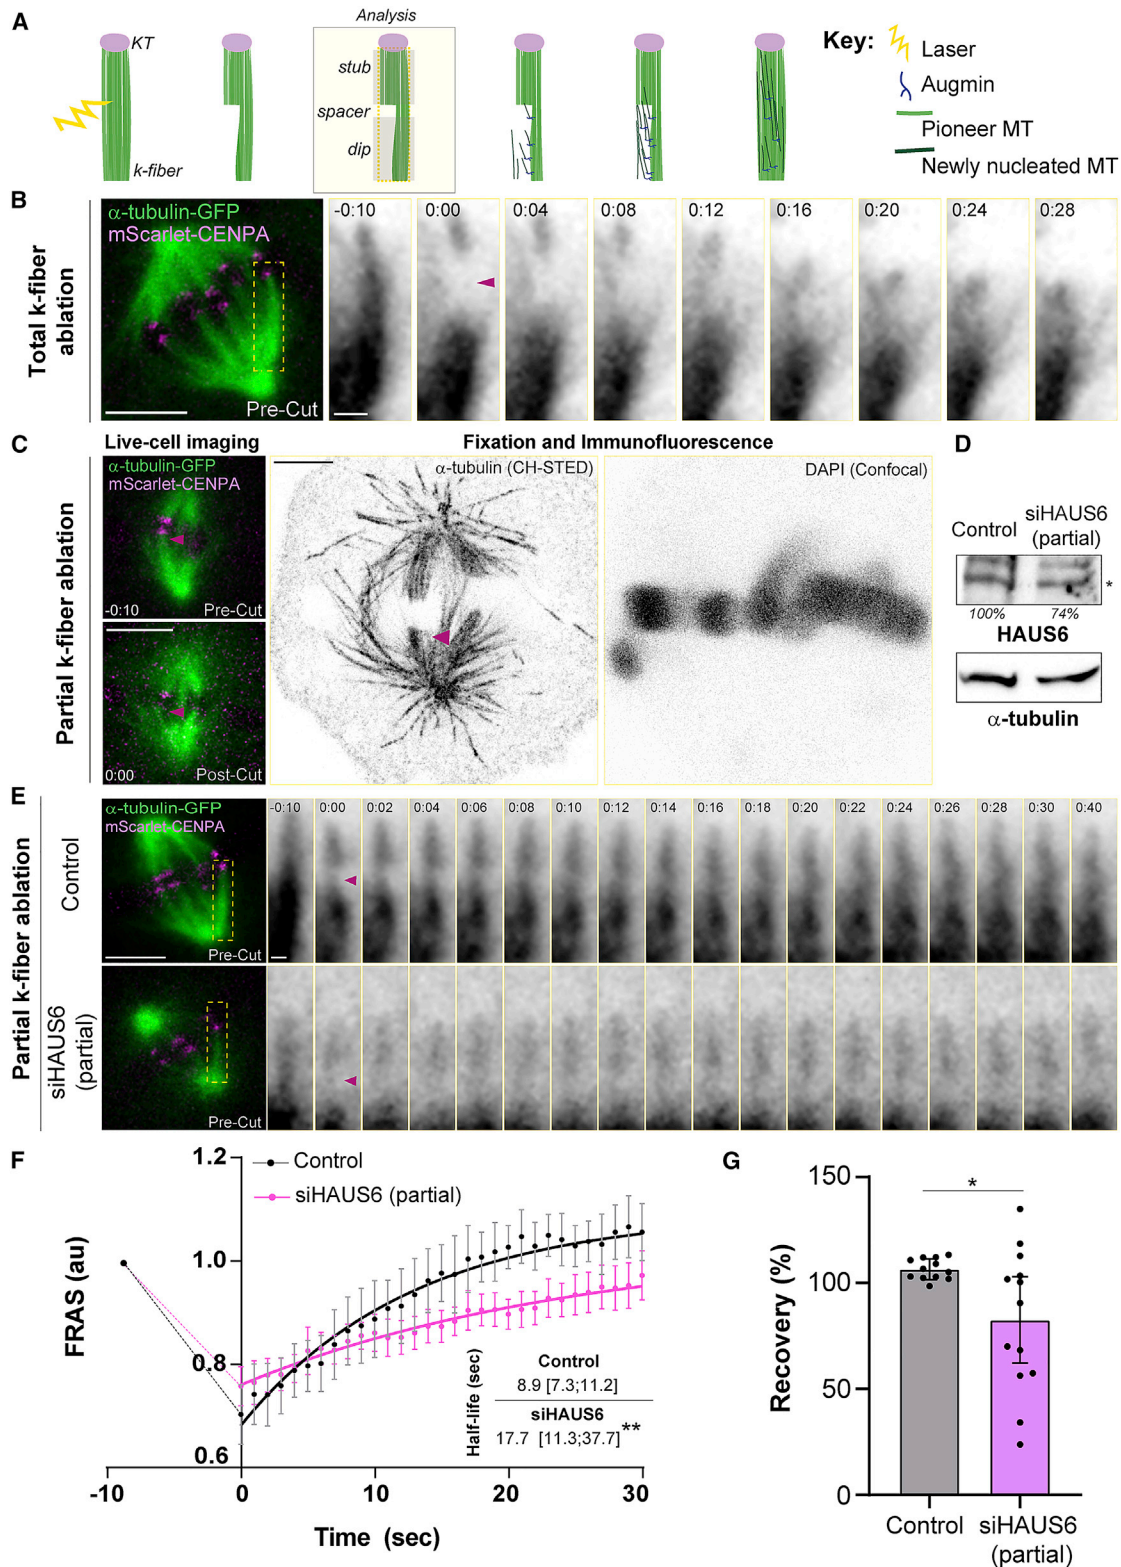 A
KT
k-fiber
Analysis
stub
spacer
dip
Key:
Laser
Augmin
Pioneer MT
Newly nucleated MT
B
Total k-fiber
ablation
α-tubulin-GFP
mScarlet-CENPA
Pre-Cut
-0:10
0:00
0:04
0:08
0:12
0:16
0:20
0:24
0:28
C
Partial k-fiber ablation
Live-cell imaging
α-tubulin-GFP
mScarlet-CENPA
-0:10
Pre-Cut
0:00
Post-Cut
Fixation and Immunofluorescence
α-tubulin (CH-STED)
DAPI (Confocal)
D
Control
siHAUS6
(partial)
*
100%
74%
HAUS6
α-tubulin
E
Partial k-fiber ablation
Control
α-tubulin-GFP
mScarlet-CENPA
Pre-Cut
-0:10
0:00
0:02
0:04
0:06
0:08
0:10
0:12
0:14
0:16
0:18
0:20
0:22
0:24
0:26
0:28
0:30
0:40
siHAUS6
(partial)
Pre-Cut
F
FRAS (au)
1.2
1.0
0.8
0.6
Control
siHAUS6 (partial)
Half-life (sec)
Control
8.9 [7.3;11.2]
siHAUS6
17.7 [11.3;37.7]**
-10
0
10
20
30
Time (sec)
G
Recovery (%)
150
100
50
0
*
Control
siHAUS6
(partial)